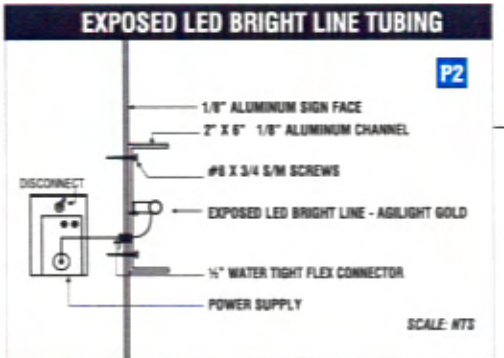 EXPOSED LED BRIGHT LINE TUBING
P2
1/8" ALUMINUM SIGN FACE
2" X 6" 1/8" ALUMINUM CHANNEL
#8 X 3/4 S/M SCREWS
DISCONNECT
EXPOSED LED BRIGHT LINE - AGILIGHT GOLD
½" WATER TIGHT FLEX CONNECTOR
POWER SUPPLY
SCALE: NTS